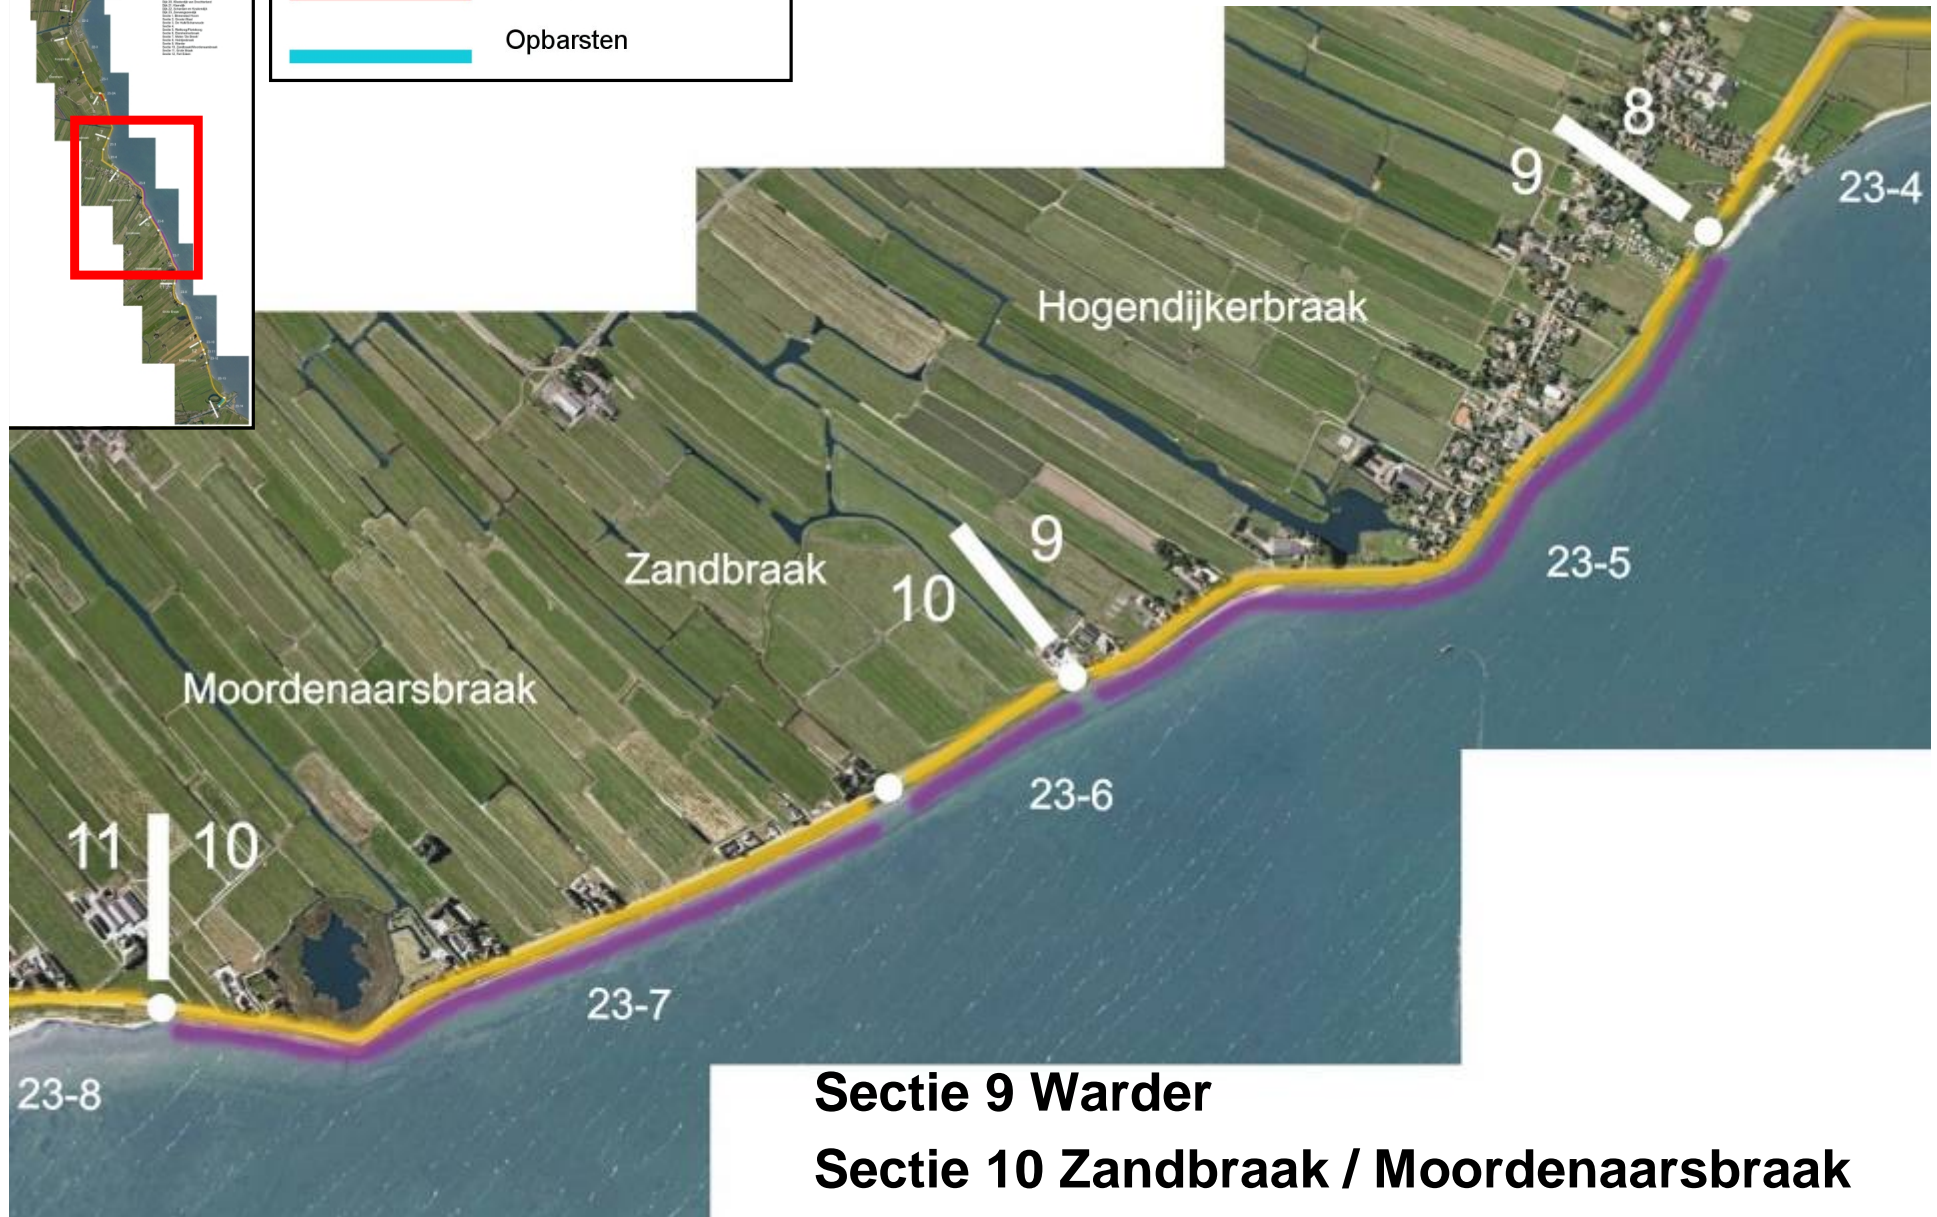 Opbarsten
8
9
23-4
Hogendijkerbraak
9
10
Zandbraak
23-5
Moordenaarsbraak
23-6
11 10
23-7
23-8
Sectie 9 Warder
Sectie 10 Zandbraak / Moordenaarsbraak